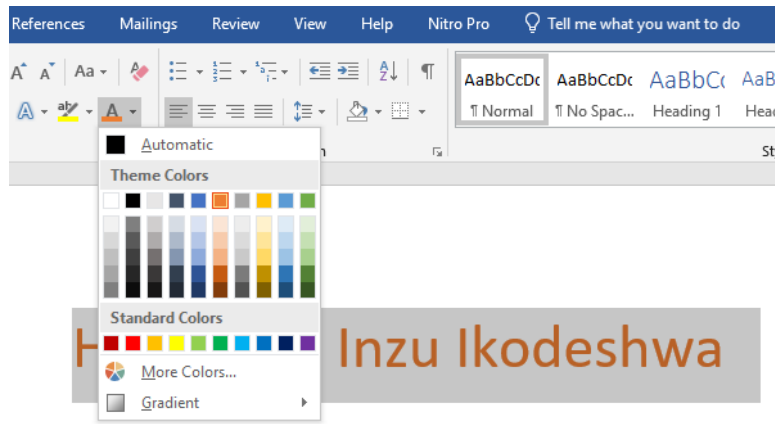 References Mailings Review View Help Nitro Pro Tell me what you want to do
Aa
AaBbCcDc AaBbCcDc AaBbC AaB
¶ Normal ¶ No Spac... Heading 1 Head
Automatic
Theme Colors
Standard Colors
H Inzu Ikodeshwa
More Colors...
Gradient